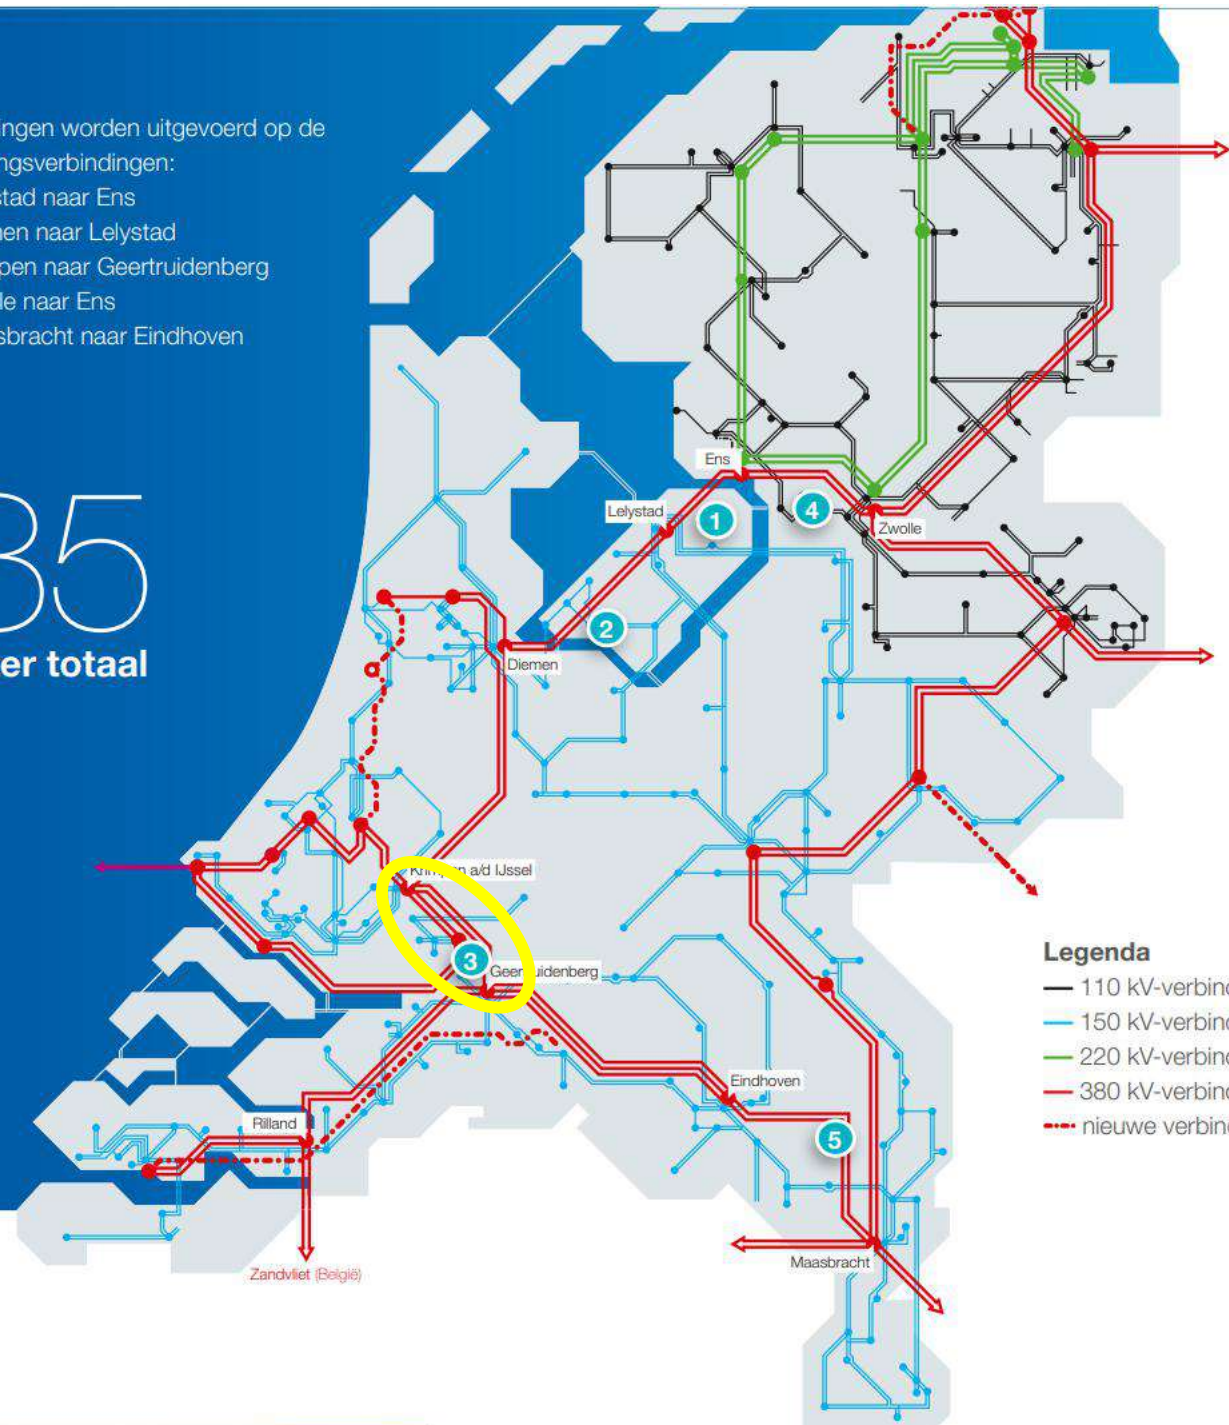 ingen worden uitgevoerd op de
ngsverbindingen:
stad naar Ens
nen naar Lelystad
pen naar Geertruidenberg
le naar Ens
sbracht naar Eindhoven
35
er totaal
Ens
Lelystad
1
4
Zwolle
2
Diemen
Krimpen a/d IJssel
3
Geertruidenberg
Eindhoven
Rilland
5
Maasbracht
Zandvliet (België)
Legenda
110 kV-verbind
150 kV-verbind
220 kV-verbind
380 kV-verbind
nieuwe verbind